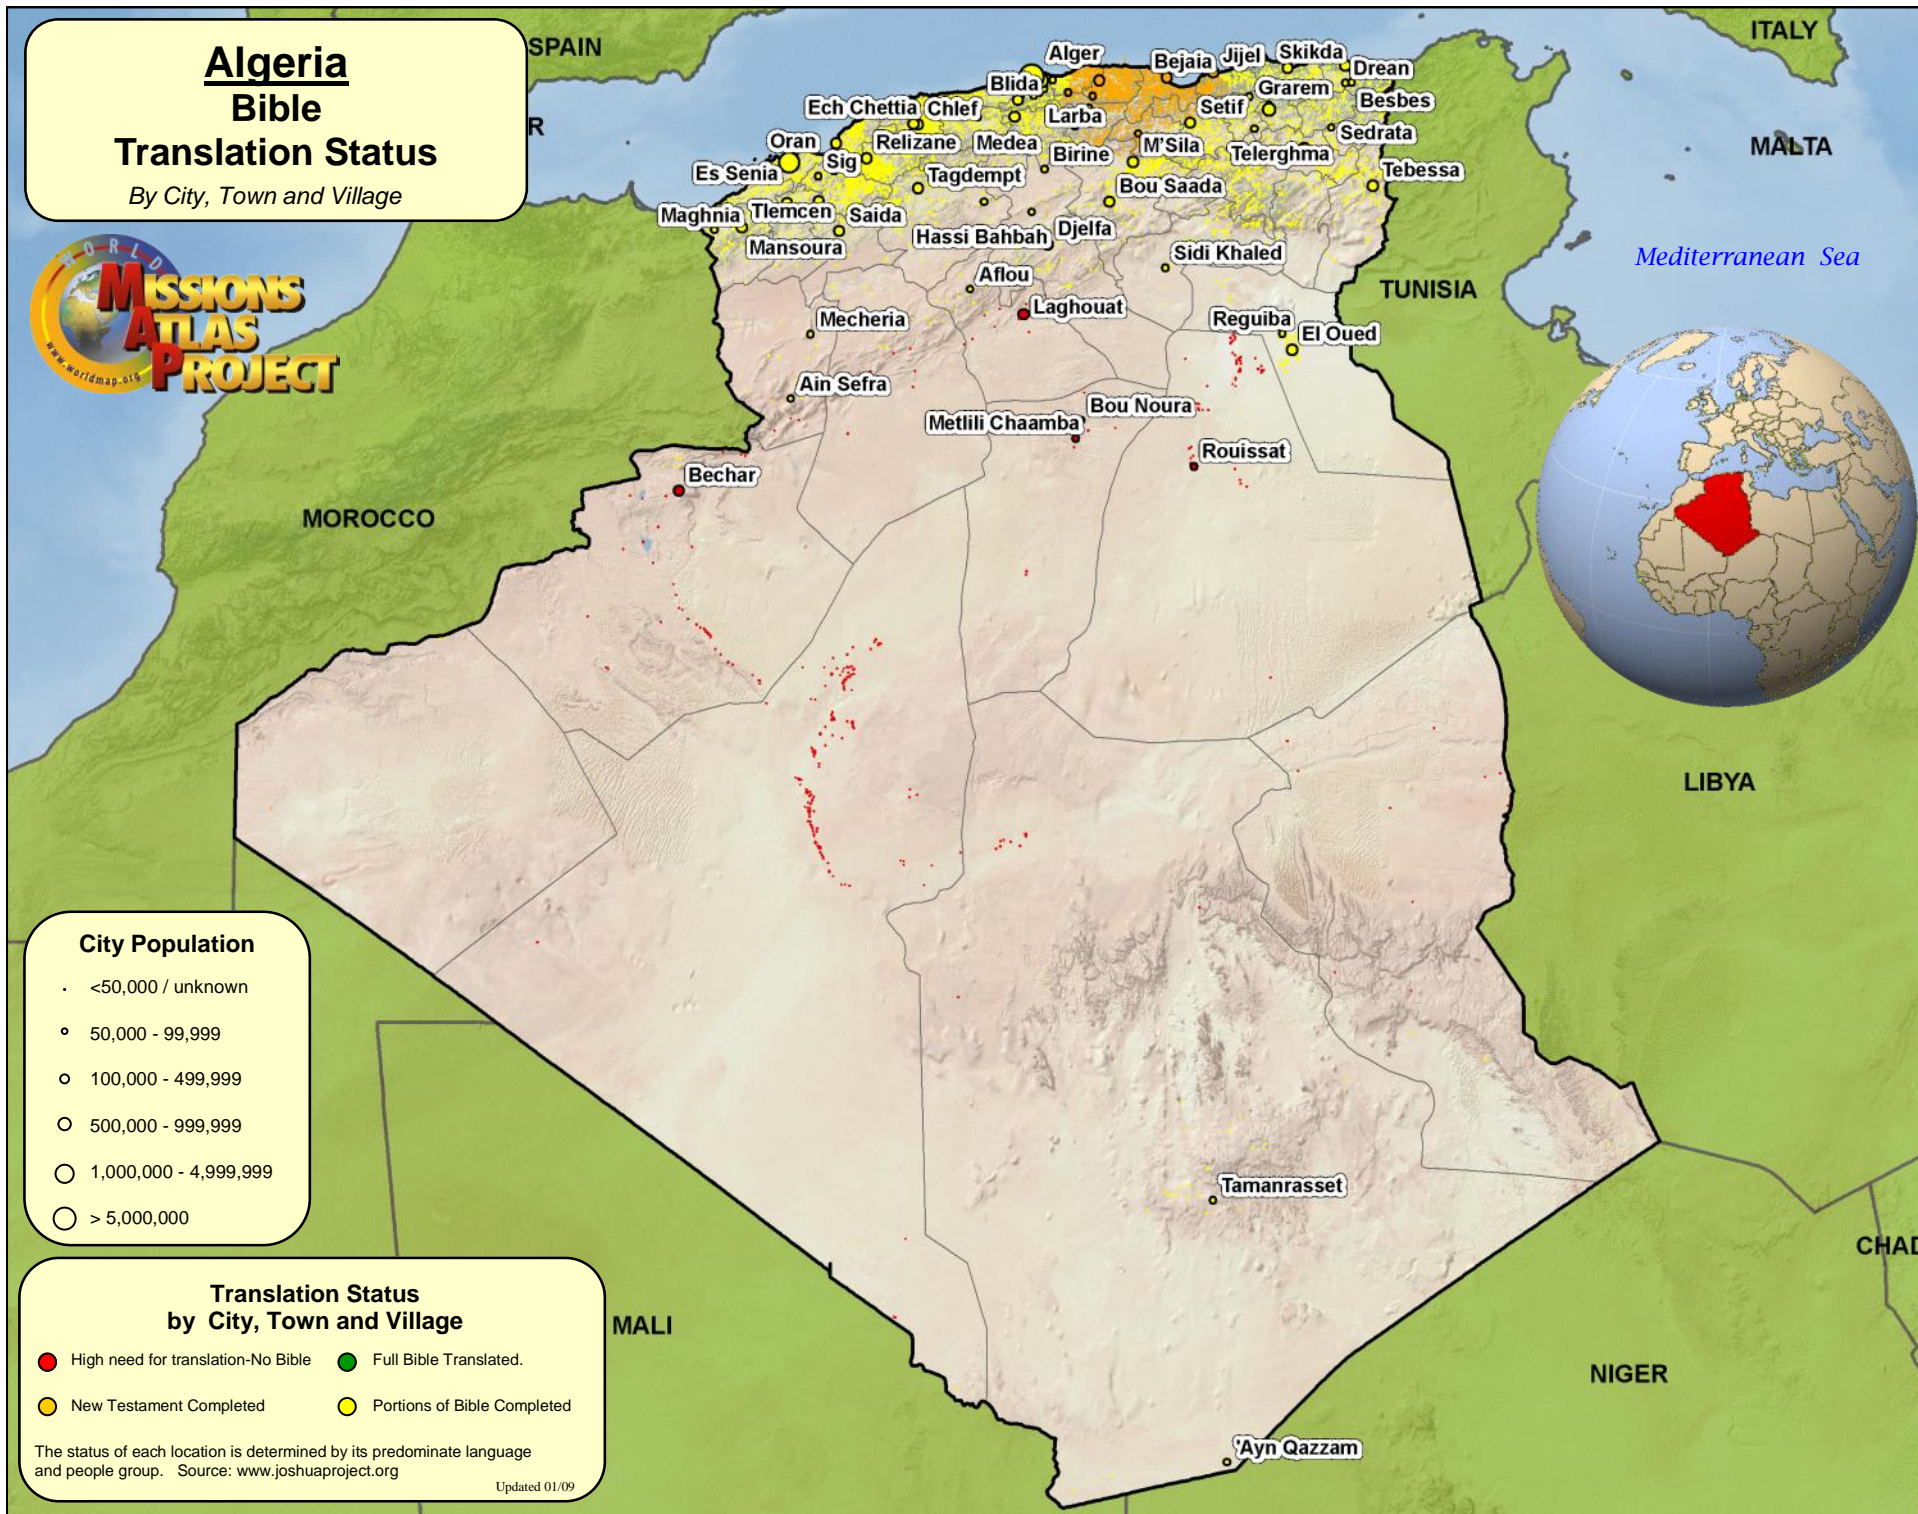 Algeria
Bible
Translation Status
By City, Town and Village
WORLD
MISSIONS
ATLAS
PROJECT
www.worldmap.org
SPAIN
R
ITALY
MALTA
Mediterranean Sea
TUNISIA
MOROCCO
LIBYA
MALI
NIGER
CHAD
Alger
Bejaia
Jijel
Skikda
Drean
Blida
Grarem
Besbes
Ech Chettia
Chlef
Larba
Setif
Sedrata
Oran
Relizane
Medea
M'Sila
Telerghma
Sig
Birine
Es Senia
Tagdempt
Bou Saada
Tebessa
Maghnia
Tlemcen
Saida
Mansoura
Hassi Bahbah
Djelfa
Sidi Khaled
Aflou
Laghouat
Mecheria
Reguiba
El Oued
Ain Sefra
Bou Noura
Metlili Chaamba
Rouissat
Bechar
Tamanrasset
'Ayn Qazzam
City Population
<50,000 / unknown
50,000 - 99,999
100,000 - 499,999
500,000 - 999,999
1,000,000 - 4,999,999
> 5,000,000
Translation Status
by City, Town and Village
High need for translation-No Bible
Full Bible Translated.
New Testament Completed
Portions of Bible Completed
The status of each location is determined by its predominate language
and people group. Source: www.joshuaproject.org
Updated 01/09